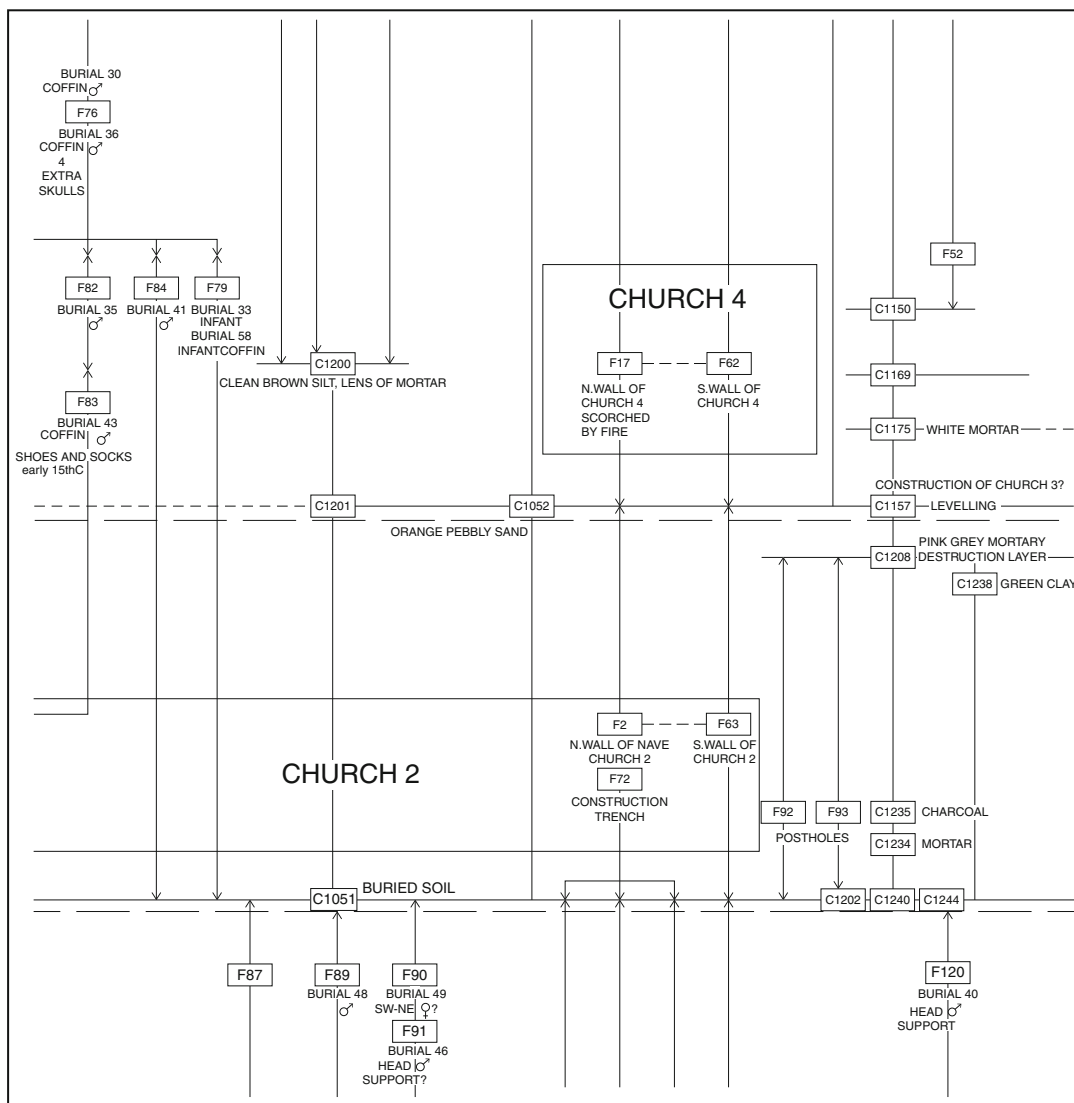 BURIAL 30
COFFIN ♂
F76
BURIAL 36
COFFIN ♂
4
EXTRA
SKULLS
F82
BURIAL 35
♂
F84
BURIAL 41
♂
F79
BURIAL 33
INFANT
BURIAL 58
INFANTCOFFIN
F83
BURIAL 43
COFFIN ♂
SHOES AND SOCKS
early 15thC
C1200
CLEAN BROWN SILT, LENS OF MORTAR
CHURCH 4
F17
N.WALL OF
CHURCH 4
SCORCHED
BY FIRE
F62
S.WALL OF
CHURCH 4
F52
C1150
C1169
C1175 WHITE MORTAR
CONSTRUCTION OF CHURCH 3?
C1201
C1052
C1157 LEVELLING
ORANGE PEBBLY SAND
PINK GREY MORTARY
C1208 DESTRUCTION LAYER
C1238 GREEN CLAY
CHURCH 2
F2
N.WALL OF NAVE
CHURCH 2
F72
CONSTRUCTION
TRENCH
F63
S.WALL OF
CHURCH 2
F92
F93
POSTHOLES
C1235 CHARCOAL
C1234 MORTAR
BURIED SOIL
C1051
C1202
C1240
C1244
F87
F89
BURIAL 48
♂
F90
BURIAL 49
SW-NE ♀?
F91
BURIAL 46
HEAD ♂
SUPPORT?
F120
BURIAL 40
HEAD ♂
SUPPORT